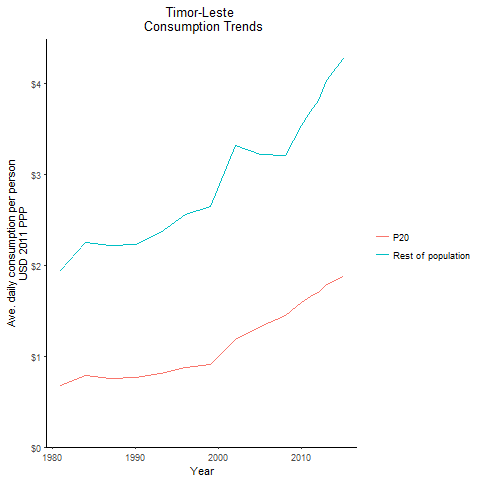 Timor-Leste
Consumption Trends
Ave. daily consumption per person
USD 2011 PPP
$4
$3
$2
$1
$0
1980
1990
2000
2010
Year
P20
Rest of population